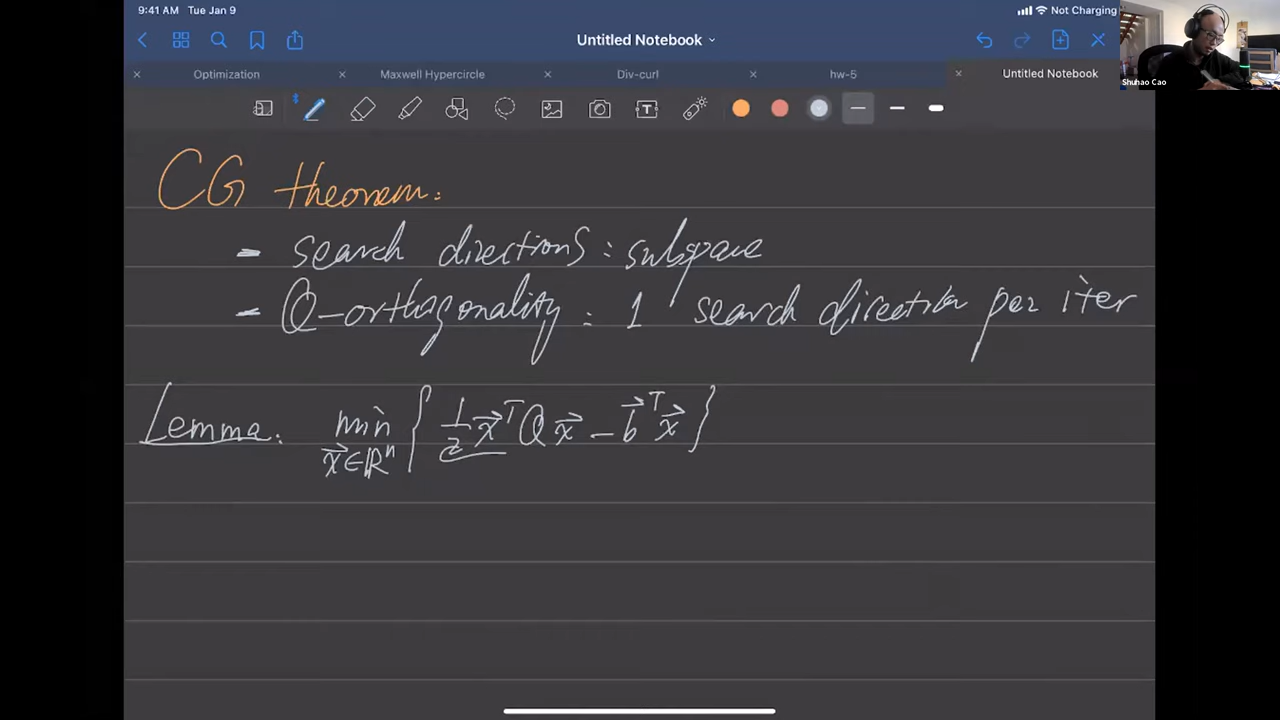 9:41 AM Tue Jan 9
Not Charging
Untitled Notebook
Optimization
Maxwell Hypercircle
Div-curl
hw-5
Untitled Notebook
Shuhao Cao
CG theorem:
- search directions: subspace
- Q-orthogonality: 1 search direction per iter
Lemma: min { 1/2 x⃗ᵀ Q x⃗ - b⃗ᵀ x⃗ }
x⃗∈ℝⁿ